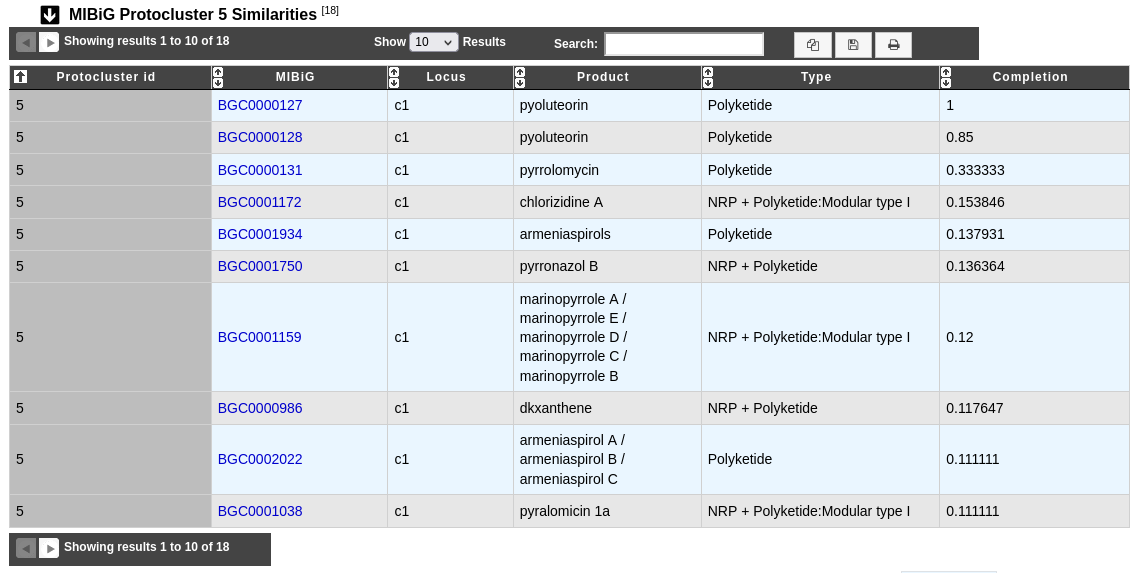 MIBiG Protocluster 5 Similarities [18]
Showing results 1 to 10 of 18 Show 10 Results Search:
Protocluster id MIBiG Locus Product Type Completion
5 BGC0000127 c1 pyoluteorin Polyketide 1
5 BGC0000128 c1 pyoluteorin Polyketide 0.85
5 BGC0000131 c1 pyrrolomycin Polyketide 0.333333
5 BGC0001172 c1 chlorizidine A NRP + Polyketide:Modular type I 0.153846
5 BGC0001934 c1 armeniaspirols Polyketide 0.137931
5 BGC0001750 c1 pyrronazol B NRP + Polyketide 0.136364
marinopyrrole A /
marinopyrrole E /
5 BGC0001159 c1 marinopyrrole D / NRP + Polyketide:Modular type I 0.12
marinopyrrole C /
marinopyrrole B
5 BGC0000986 c1 dkxanthene NRP + Polyketide 0.117647
armeniaspirol A /
5 BGC0002022 c1 armeniaspirol B / Polyketide 0.111111
armeniaspirol C
5 BGC0001038 c1 pyralomicin 1a NRP + Polyketide:Modular type I 0.111111
Showing results 1 to 10 of 18